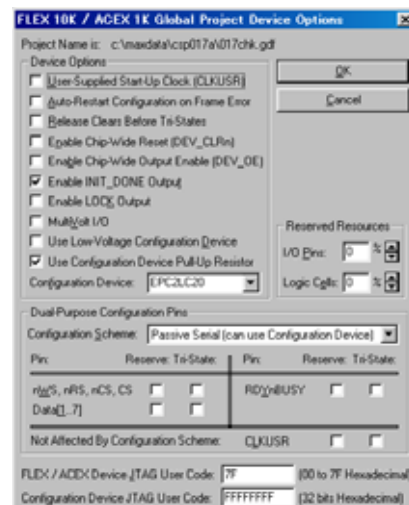 FLEX 10K / ACEX 1K Global Project Device Options
Project Name is: c:\maxdata\csp017a\017chk.gdf
Device Options
User-Supplied Start-Up Clock (CLKUSR)
Auto-Restart Configuration on Frame Error
Release Clears Before Tri-States
Enable Chip-Wide Reset (DEV_CLRn)
Enable Chip-Wide Output Enable (DEV_OE)
Enable INIT_DONE Output
Enable LOCK Output
MultiVolt I/O
Use Low-Voltage Configuration Device
Use Configuration Device Pull-Up Resistor
Configuration Device: EPC2LC20
OK
Cancel
Reserved Resources
I/O Pins: 0 %
Logic Cells: 0 %
Dual-Purpose Configuration Pins
Configuration Scheme: Passive Serial (can use Configuration Device)
Pin: Reserve: Tri-State: Pin: Reserve: Tri-State:
nWS, nRS, nCS, CS RDYnBUSY
Data[1..7]
Not Affected By Configuration Scheme: CLKUSR
FLEX / ACEX Device JTAG User Code: 7F (00 to 7F Hexadecimal)
Configuration Device JTAG User Code: FFFFFFFF (32 bits Hexadecimal)